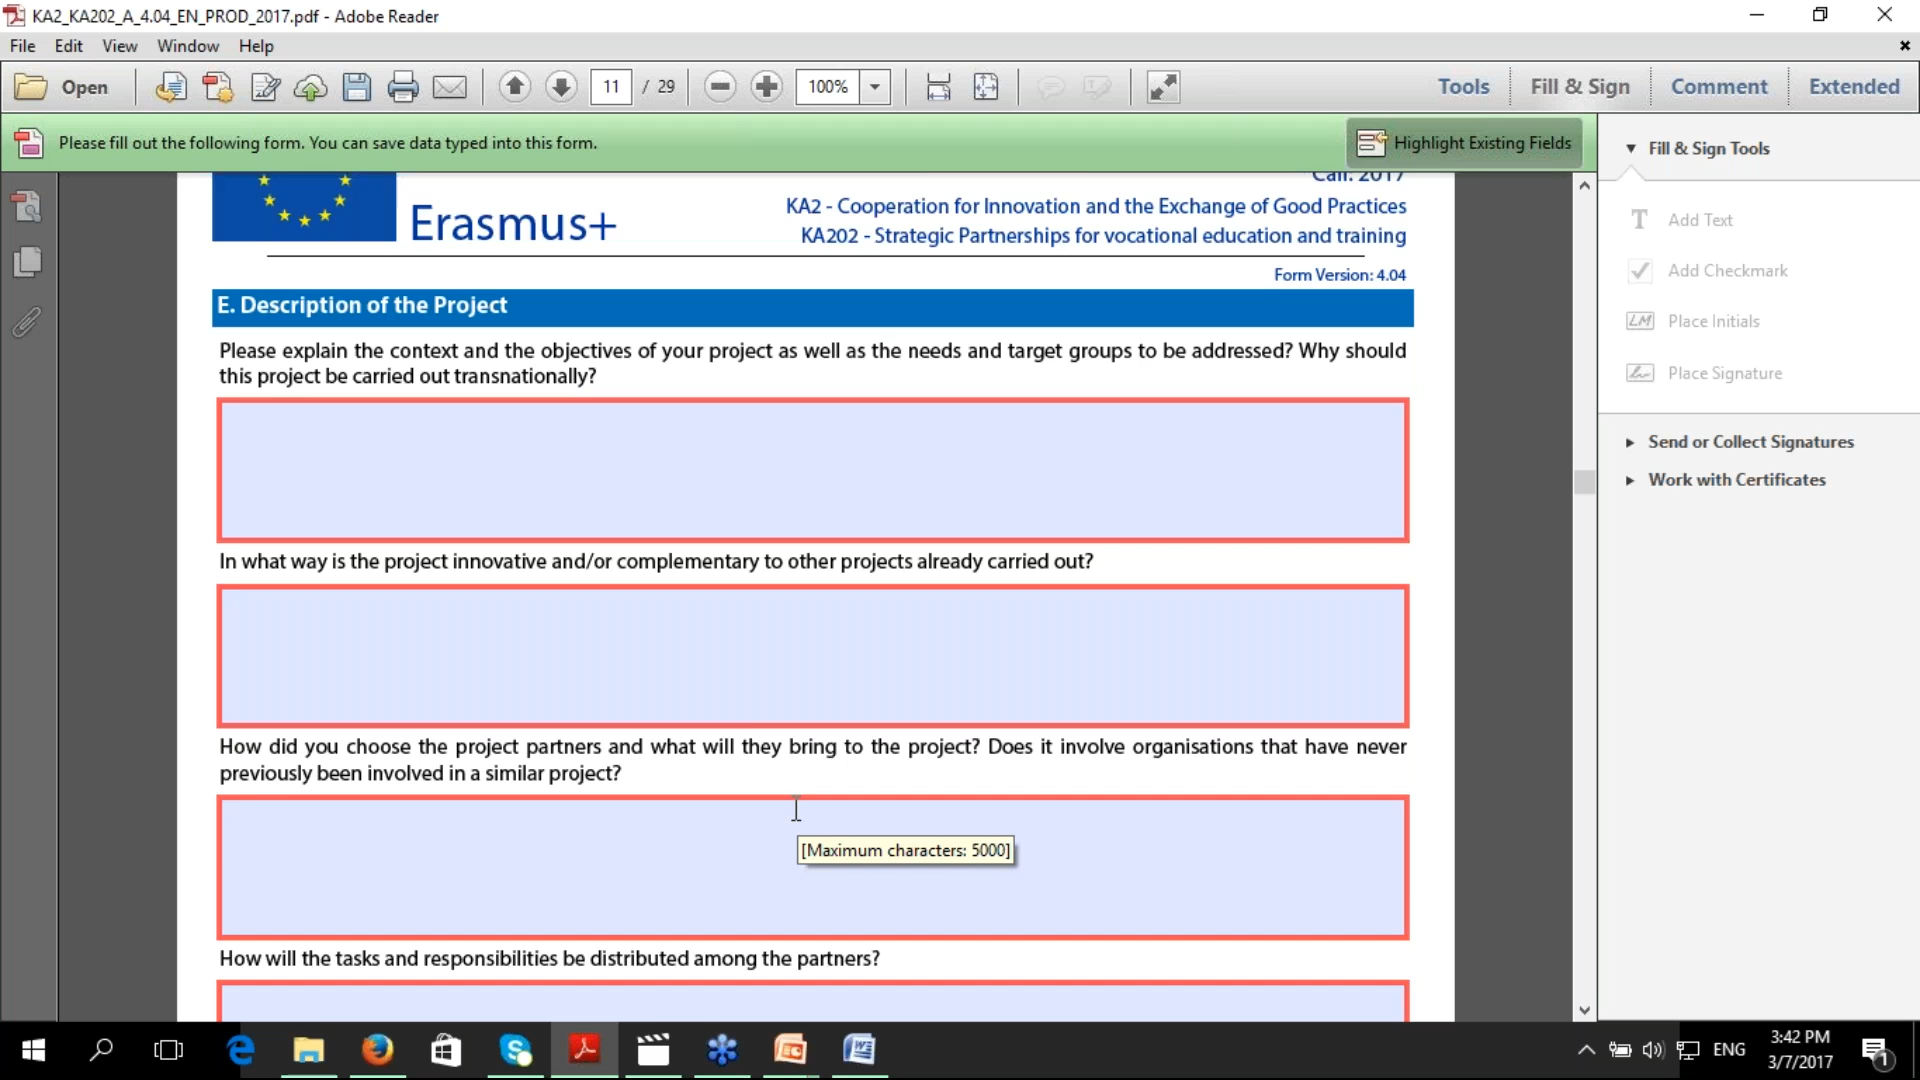 KA2_KA202_A_4.04_EN_PROD_2017.pdf - Adobe Reader
File Edit View Window Help
Open 11 / 29 100% Tools Fill & Sign Comment Extended
Please fill out the following form. You can save data typed into this form.
Highlight Existing Fields
Fill & Sign Tools
Add Text
Add Checkmark
LM Place Initials
Place Signature
Send or Collect Signatures
Work with Certificates
Call: 2017
Erasmus+
KA2 - Cooperation for Innovation and the Exchange of Good Practices
KA202 - Strategic Partnerships for vocational education and training
Form Version: 4.04
E. Description of the Project
Please explain the context and the objectives of your project as well as the needs and target groups to be addressed? Why should
this project be carried out transnationally?
In what way is the project innovative and/or complementary to other projects already carried out?
How did you choose the project partners and what will they bring to the project? Does it involve organisations that have never
previously been involved in a similar project?
[Maximum characters: 5000]
How will the tasks and responsibilities be distributed among the partners?
ENG
3:42 PM
3/7/2017
1